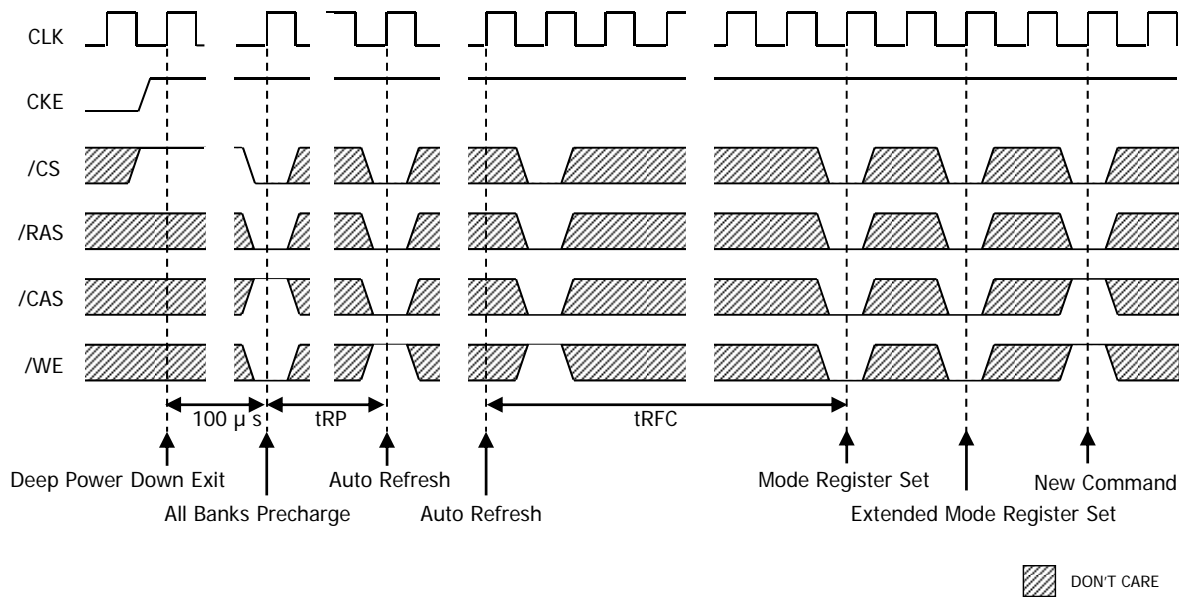 CLK
CKE
/CS
/RAS
/CAS
/WE
100 µ s
tRP
tRFC
Deep Power Down Exit
Auto Refresh
Mode Register Set
New Command
All Banks Precharge
Auto Refresh
Extended Mode Register Set
DON'T CARE